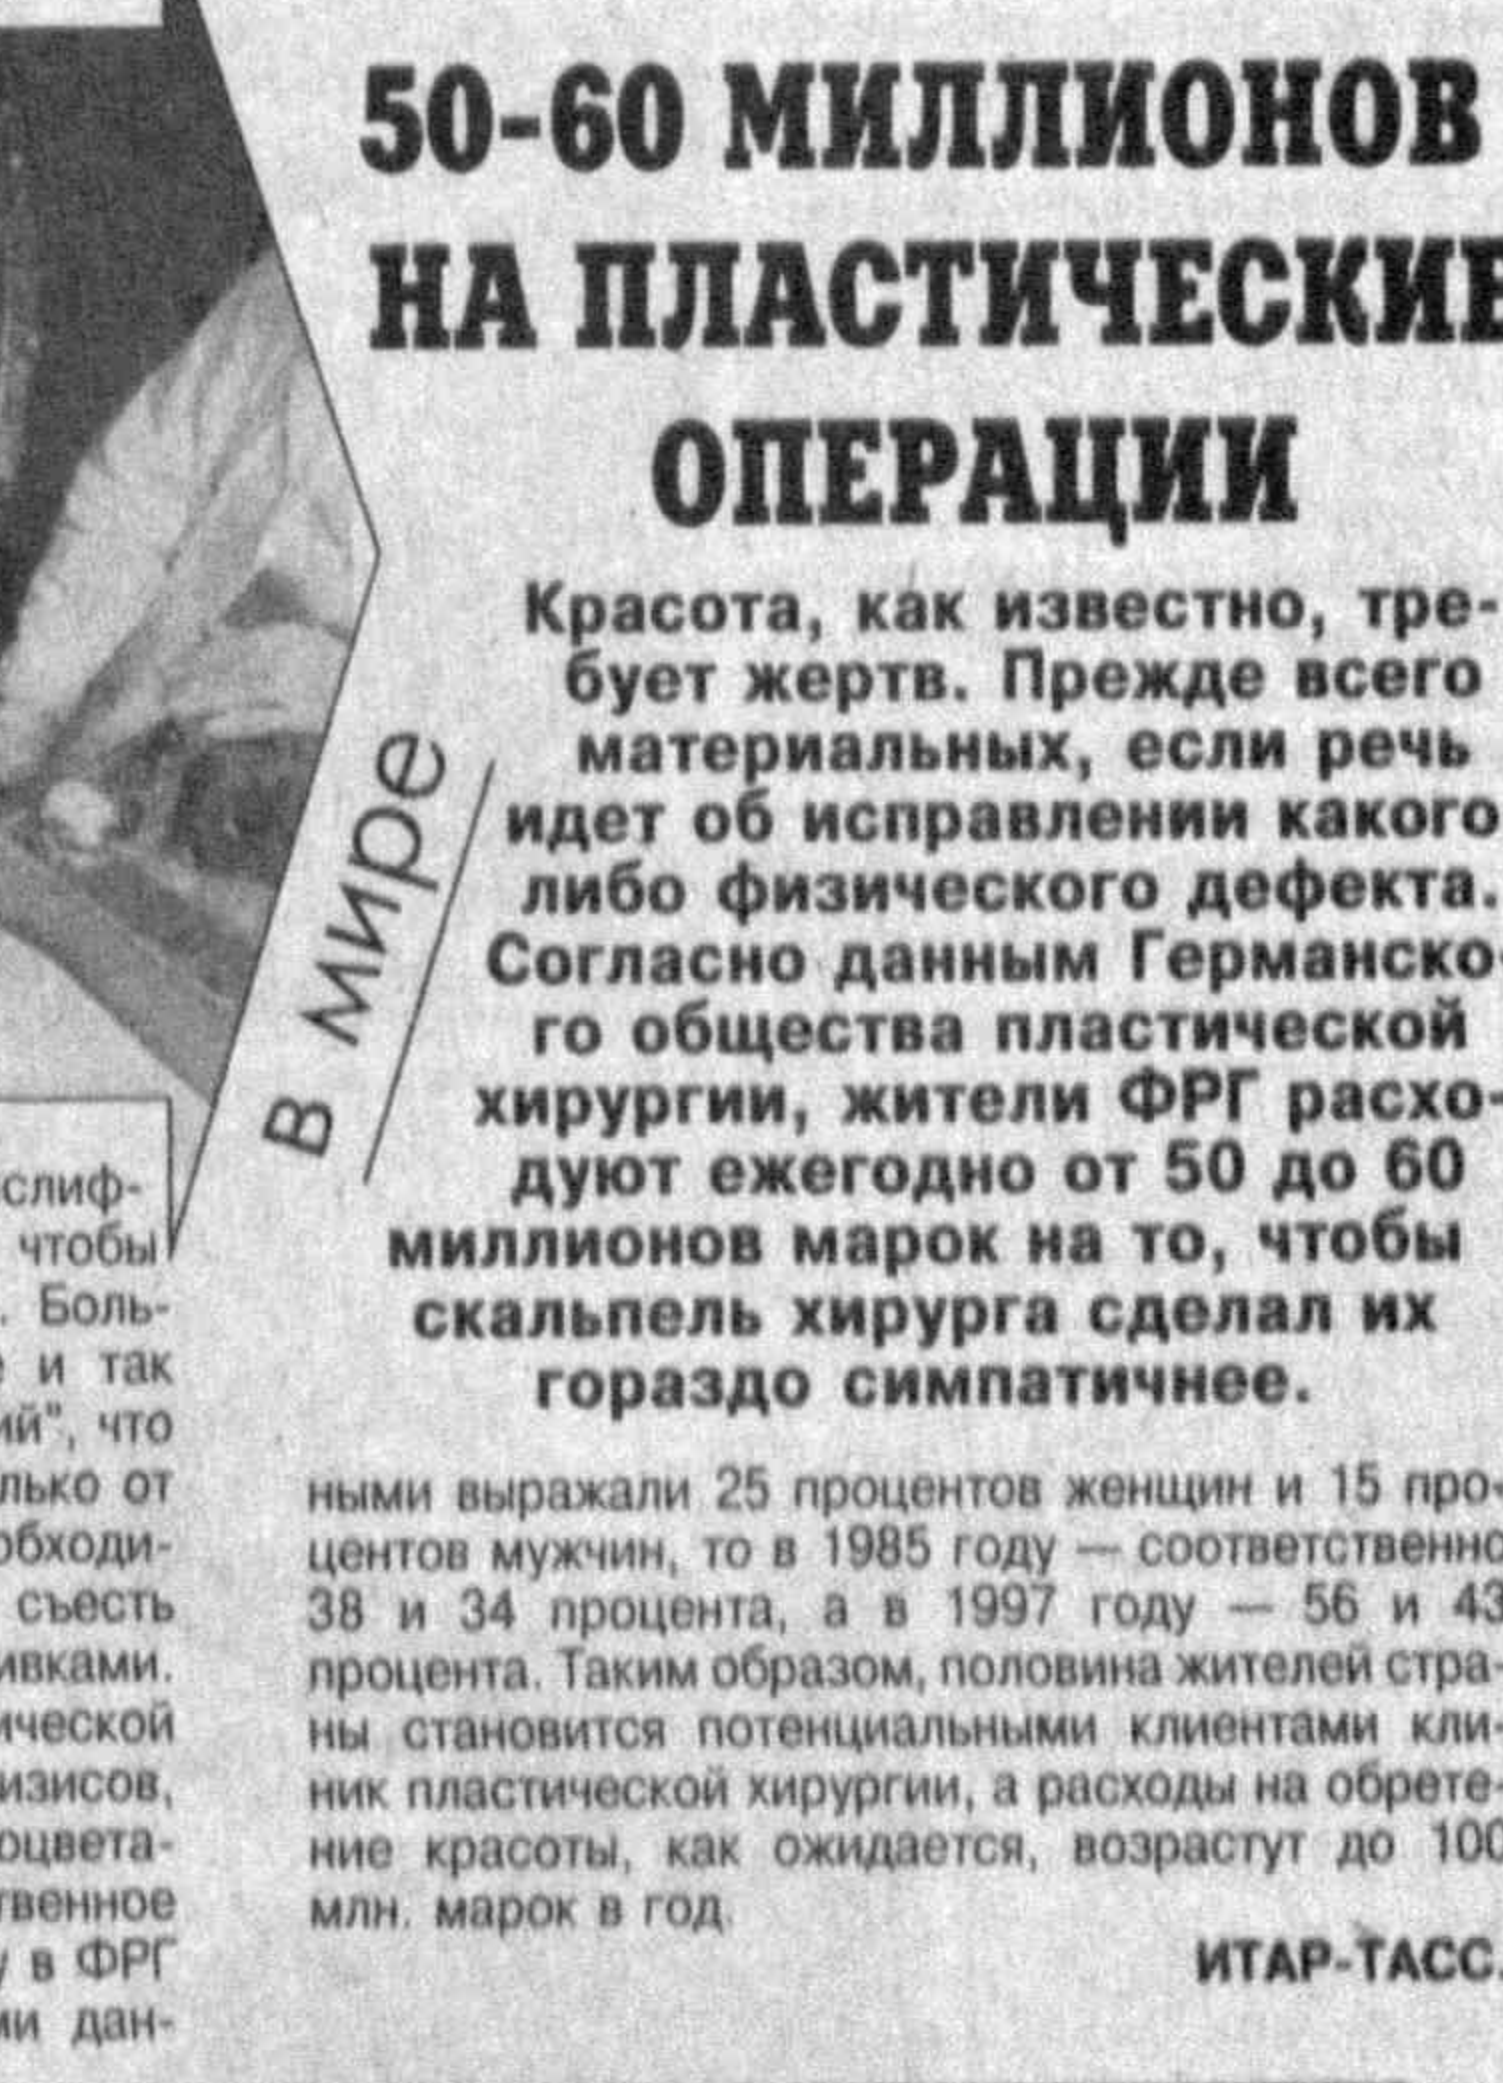 50-60 МИЛЛИОНОВ
НА ПЛАСТИЧЕСКИЕ
ОПЕРАЦИИ
в мире
Красота, как известно, тре-
бует жертв. Прежде всего
материальных, если речь
идет об исправлении какого
либо физического дефекта.
Согласно данным Германско-
го общества пластической
хирургии, жители ФРГ расхо-
дуют ежегодно от 50 до 60
миллионов марок на то, чтобы
скальпель хирурга сделал их
гораздо симпатичнее.
слиф-
чтобы
. Боль-
е и так
ий", что
лько от
обходи-
съесть
ивками.
ической
изисов,
оцвета-
твенное
у в ФРГ
ми дан-
ными выражали 25 процентов женщин и 15 про-
центов мужчин, то в 1985 году — соответственно
38 и 34 процента, а в 1997 году — 56 и 43
процента. Таким образом, половина жителей стра-
ны становится потенциальными клиентами кли-
ник пластической хирургии, а расходы на обрете-
ние красоты, как ожидается, возрастут до 100
млн. марок в год.
ИТАР-ТАСС.